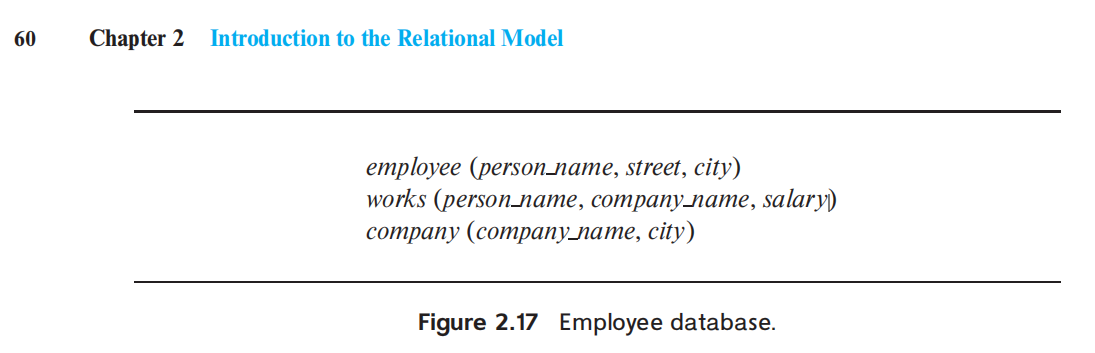 60 Chapter 2 Introduction to the Relational Model
employee (person_name, street, city)
works (person_name, company_name, salary)
company (company_name, city)
Figure 2.17 Employee database.